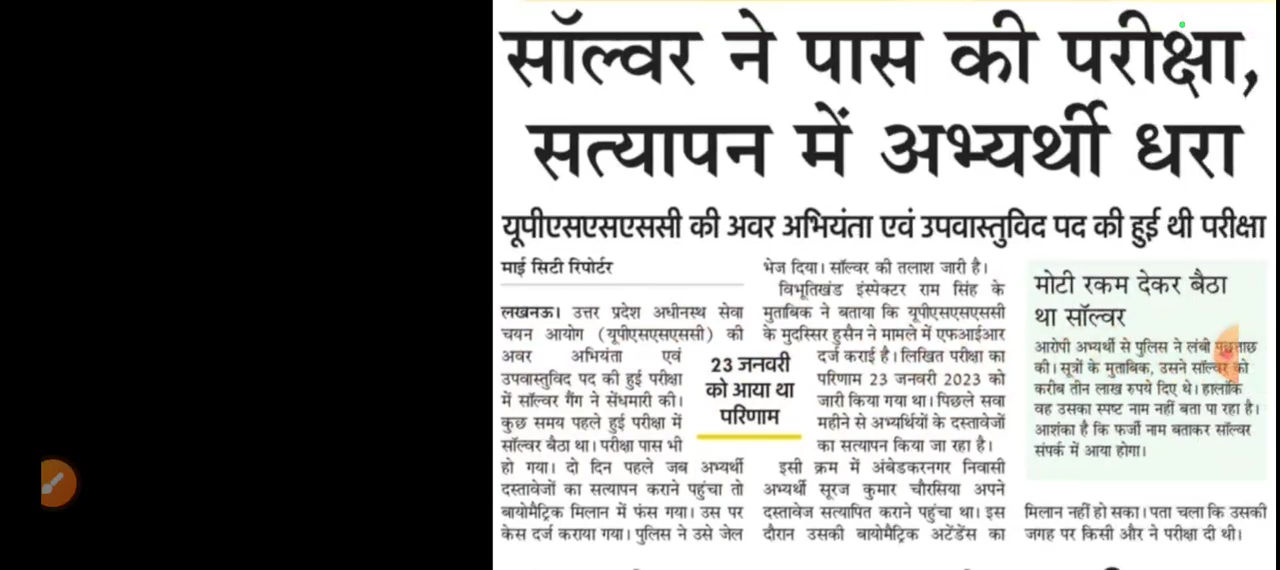 सॉल्वर ने पास की परीक्षा,
सत्यापन में अभ्यर्थी धरा
यूपीएसएसएससी की अवर अभियंता एवं उपवास्तुविद पद की हुई थी परीक्षा
माई सिटी रिपोर्टर
लखनऊ। उत्तर प्रदेश अधीनस्थ सेवा
चयन आयोग (यूपीएसएसएससी) की
अवर अभियंता एवं
उपवास्तुविद पद की हुई परीक्षा
में सॉल्वर गैंग ने सेंधमारी की।
कुछ समय पहले हुई परीक्षा में
सॉल्वर बैठा था। परीक्षा पास भी
हो गया। दो दिन पहले जब अभ्यर्थी
दस्तावेजों का सत्यापन कराने पहुंचा तो
बायोमैट्रिक मिलान में फंस गया। उस पर
केस दर्ज कराया गया। पुलिस ने उसे जेल
23 जनवरी
को आया था
परिणाम
भेज दिया। सॉल्वर की तलाश जारी है।
विभूतिखंड इंस्पेक्टर राम सिंह के
मुताबिक ने बताया कि यूपीएसएसएससी
के मुदस्सिर हुसैन ने मामले में एफआईआर
दर्ज कराई है। लिखित परीक्षा का
परिणाम 23 जनवरी 2023 को
जारी किया गया था। पिछले सवा
महीने से अभ्यर्थियों के दस्तावेजों
का सत्यापन किया जा रहा है।
इसी क्रम में अंबेडकरनगर निवासी
अभ्यर्थी सूरज कुमार चौरसिया अपने
दस्तावेज सत्यापित कराने पहुंचा था। इस
दौरान उसकी बायोमैट्रिक अटेंडेंस का
मोटी रकम देकर बैठा
था सॉल्वर
आरोपी अभ्यर्थी से पुलिस ने लंबी पूछताछ
की। सूत्रों के मुताबिक, उसने सॉल्वर को
करीब तीन लाख रुपये दिए थे। हालांकि
वह उसका स्पष्ट नाम नहीं बता पा रहा है।
आशंका है कि फर्जी नाम बताकर सॉल्वर
संपर्क में आया होगा।
मिलान नहीं हो सका। पता चला कि उसकी
जगह पर किसी और ने परीक्षा दी थी।